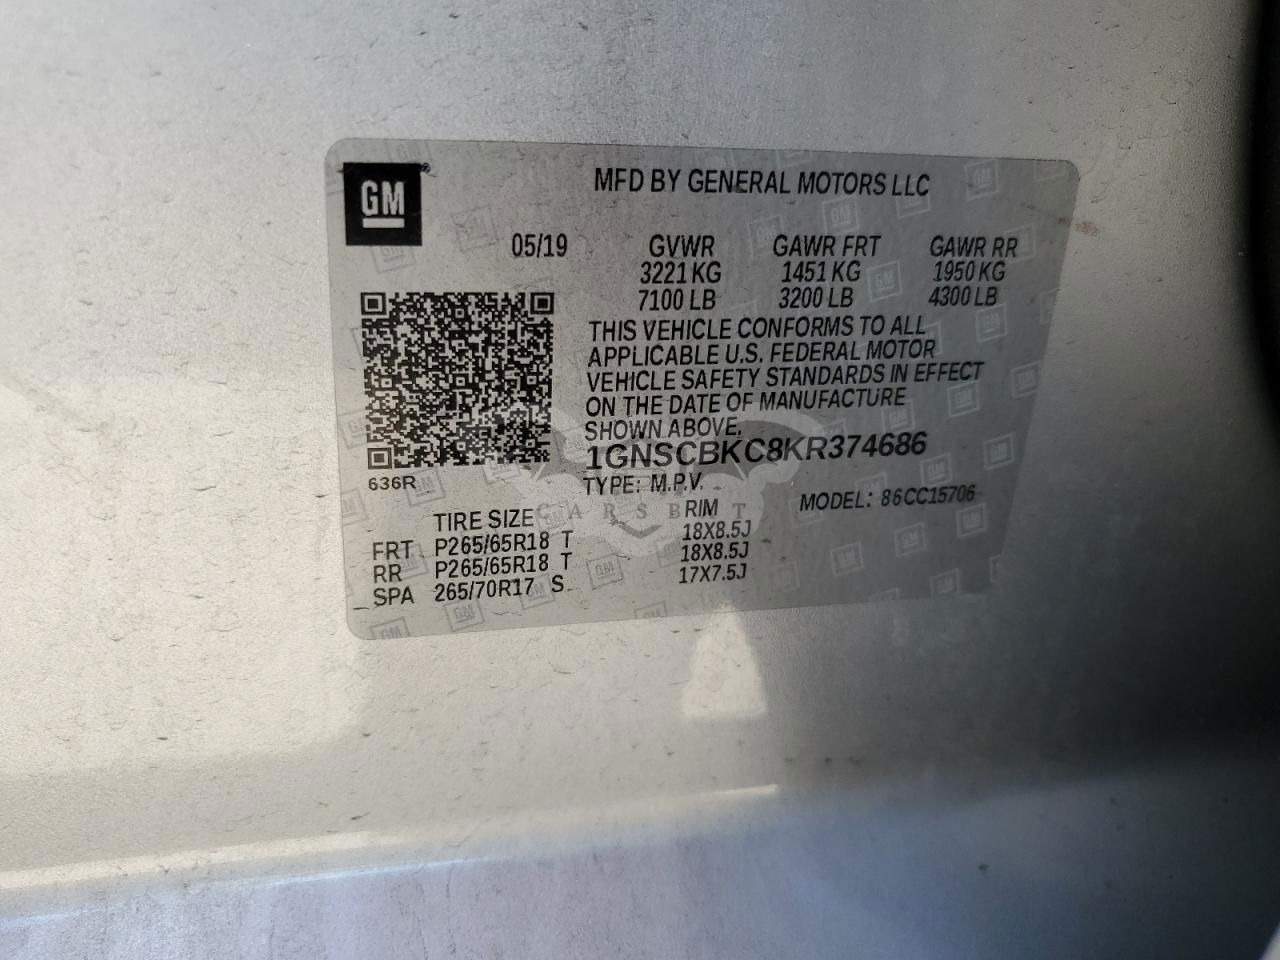 GM
MFD BY GENERAL MOTORS LLC
05/19 GVWR GAWR FRT GAWR RR
3221 KG 1451 KG 1950 KG
7100 LB 3200 LB 4300 LB
THIS VEHICLE CONFORMS TO ALL
APPLICABLE U.S. FEDERAL MOTOR
VEHICLE SAFETY STANDARDS IN EFFECT
ON THE DATE OF MANUFACTURE
SHOWN ABOVE.
1GNSCBKC8KR374686
636R
TYPE: M.P.V. MODEL: 86CC15706
CARSBIT
TIRE SIZE RIM
FRT P265/65R18 T 18X8.5J
RR P265/65R18 T 18X8.5J
SPA 265/70R17 S 17X7.5J